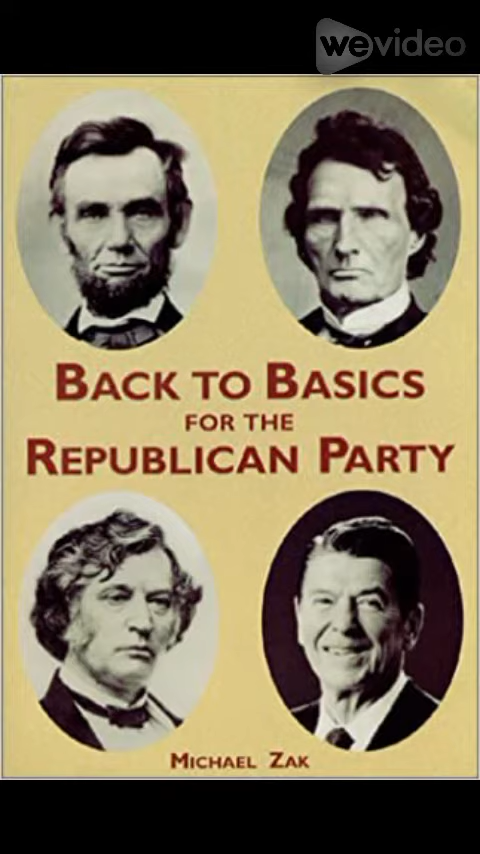 wevideo
BACK TO BASICS
FOR THE
REPUBLICAN PARTY
MICHAEL ZAK